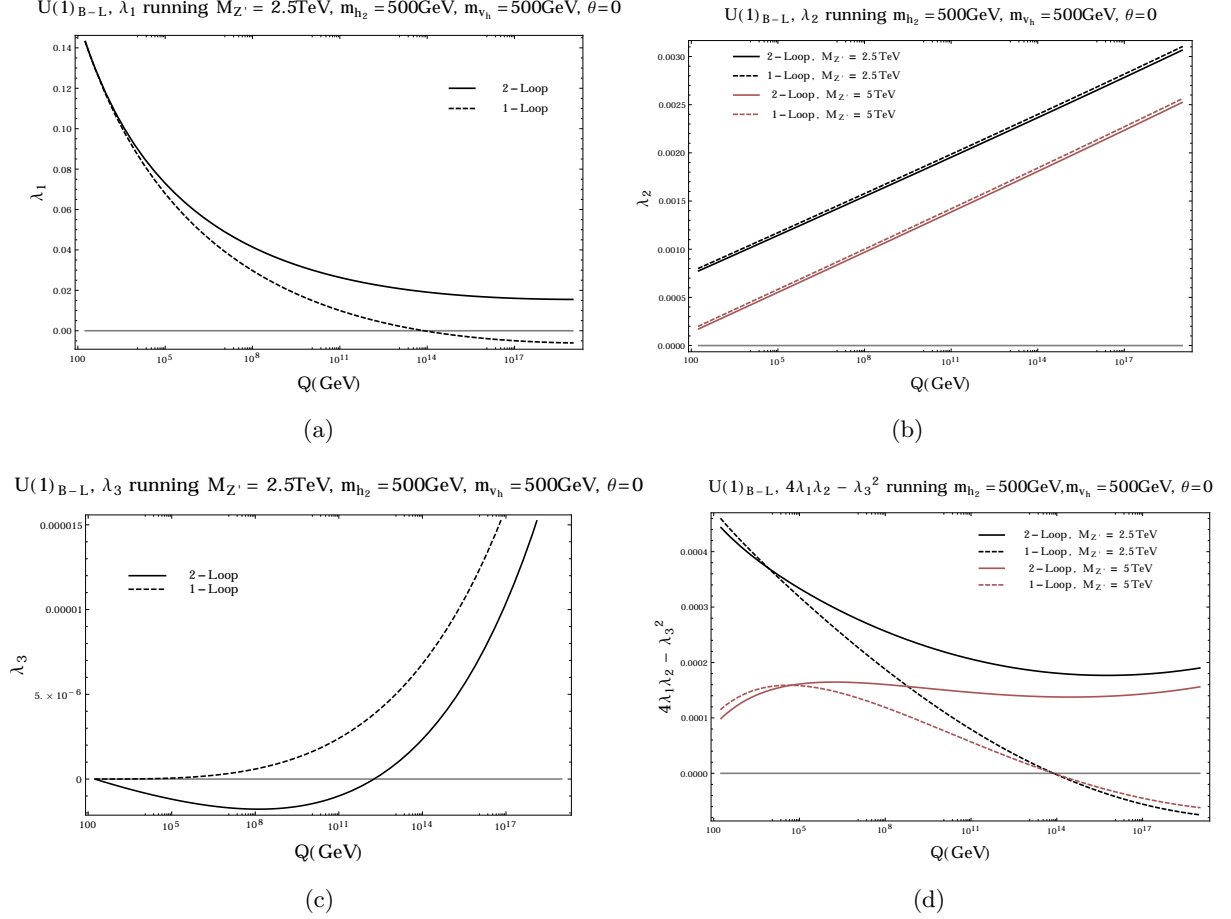 U(1)B−L, λ1 running MZ' = 2.5TeV, mh2 = 500GeV, mνh = 500GeV, θ=0
0.14
0.12
0.10
0.08
0.06
0.04
0.02
0.00
λ1
2−Loop
1−Loop
100
10^5
10^8
10^11
10^14
10^17
Q(GeV)
(a)
U(1)B−L, λ2 running mh2 = 500GeV, mνh = 500GeV, θ=0
0.0030
0.0025
0.0020
0.0015
0.0010
0.0005
0.0000
λ2
2−Loop, MZ' = 2.5TeV
1−Loop, MZ' = 2.5TeV
2−Loop, MZ' = 5TeV
1−Loop, MZ' = 5TeV
100
10^5
10^8
10^11
10^14
10^17
Q(GeV)
(b)
U(1)B−L, λ3 running MZ' = 2.5TeV, mh2 = 500GeV, mνh = 500GeV, θ=0
0.000015
0.00001
5. × 10^−6
0
λ3
2−Loop
1−Loop
100
10^5
10^8
10^11
10^14
10^17
Q(GeV)
(c)
U(1)B−L, 4λ1λ2 − λ3^2 running mh2 = 500GeV, mνh = 500GeV, θ=0
0.0004
0.0003
0.0002
0.0001
0.0000
4λ1λ2 − λ3^2
2−Loop, MZ' = 2.5TeV
1−Loop, MZ' = 2.5TeV
2−Loop, MZ' = 5TeV
1−Loop, MZ' = 5TeV
100
10^5
10^8
10^11
10^14
10^17
Q(GeV)
(d)